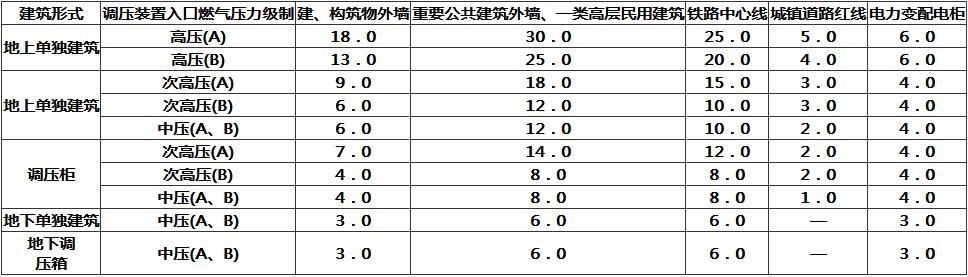 建筑形式 调压装置入口燃气压力级制 建、构筑物外墙 重要公共建筑外墙、一类高层民用建筑 铁路中心线 城镇道路红线 电力变配电柜
地上单独建筑 高压(A) 18.0 30.0 25.0 5.0 6.0
高压(B) 13.0 25.0 20.0 4.0 6.0
地上单独建筑 次高压(A) 9.0 18.0 15.0 3.0 4.0
次高压(B) 6.0 12.0 10.0 3.0 4.0
中压(A、B) 6.0 12.0 10.0 2.0 4.0
调压柜 次高压(A) 7.0 14.0 12.0 2.0 4.0
次高压(B) 4.0 8.0 8.0 2.0 4.0
中压(A、B) 4.0 8.0 8.0 1.0 4.0
地下单独建筑 中压(A、B) 3.0 6.0 6.0 — 3.0
地下调
压箱 中压(A、B) 3.0 6.0 6.0 — 3.0